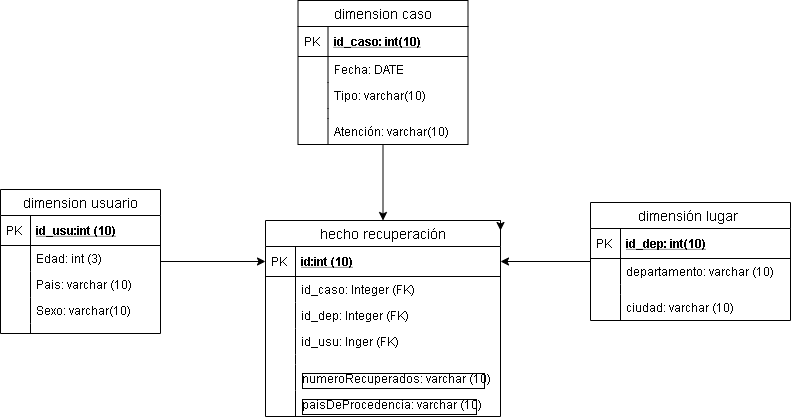 dimension caso
PK id_caso: int(10)
Fecha: DATE
Tipo: varchar(10)
Atención: varchar(10)
dimension usuario
PK id_usu:int (10)
Edad: int (3)
Pais: varchar (10)
Sexo: varchar(10)
hecho recuperación
PK id:int (10)
id_caso: Integer (FK)
id_dep: Integer (FK)
id_usu: Inger (FK)
numeroRecuperados: varchar (10)
paisDeProcedencia: varchar (10)
dimensión lugar
PK id_dep: int(10)
departamento: varchar (10)
ciudad: varchar (10)